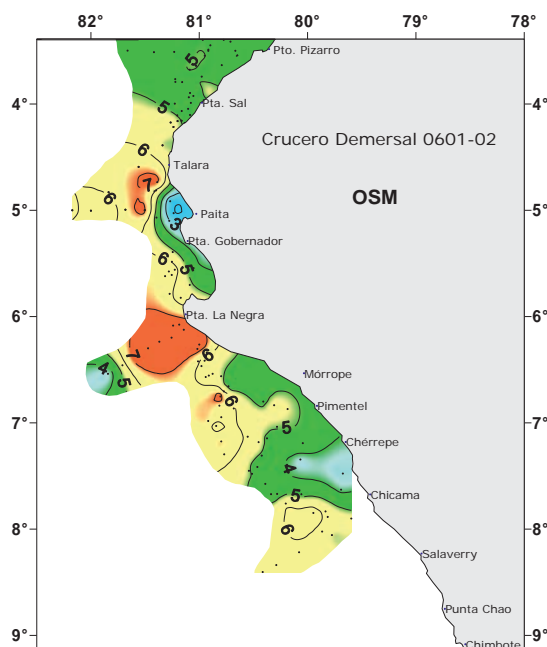 82° 81° 80° 79° 78°
5
Pto. Pizarro
4° 4°
5 Pta. Sal
Crucero Demersal 0601-02
6
Talara
7
OSM
6
5° 3 Paita 5°
Pta. Gobernador
6
5
6° Pta. La Negra 6°
7 6
4
5
Mórrope
6
Pimentel
7° 5 7°
Chérrepe
4
5
Chicama
6
8° 8°
Salaverry
Punta Chao
9° 9°
Chimbote